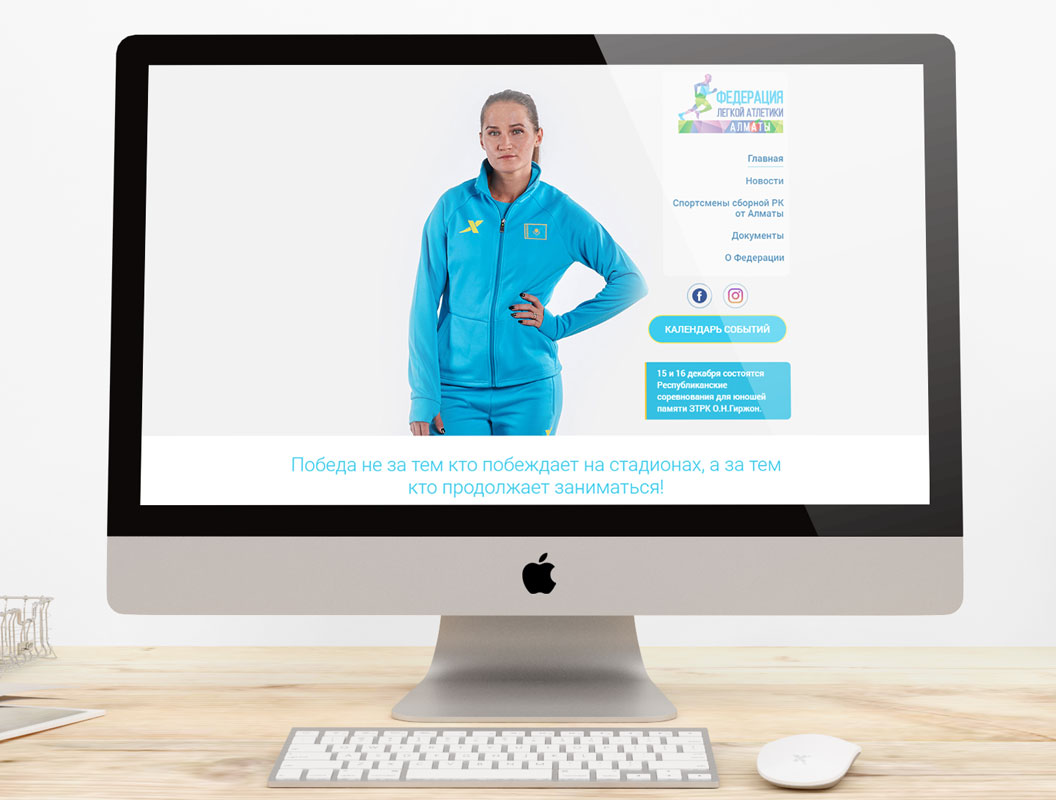 ФЕДЕРАЦИЯ
ЛЕГКОЙ АТЛЕТИКИ
АЛМАТЫ
Главная
Новости
Спортсмены сборной РК
от Алматы
Документы
О Федерации
КАЛЕНДАРЬ СОБЫТИЙ
15 и 16 декабря состоятся
Республиканские
соревнования для юношей
памяти ЗТРК О.Н.Гиржон.
Победа не за тем кто побеждает на стадионах, а за тем
кто продолжает заниматься!